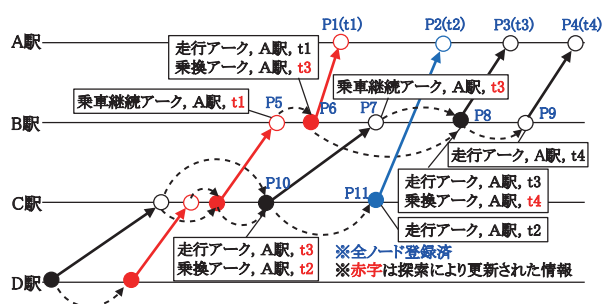 P1(t1)
P2(t2)
P3(t3)
P4(t4)
A駅
走行アーク, A駅, t1
乗換アーク, A駅, t3
乗車継続アーク, A駅, t3
乗車継続アーク, A駅, t1
P5
P6
P7
P8
P9
B駅
走行アーク, A駅, t4
P10
走行アーク, A駅, t3
乗換アーク, A駅, t4
P11
C駅
走行アーク, A駅, t2
走行アーク, A駅, t3
乗換アーク, A駅, t2
※全ノード登録済
※赤字は探索により更新された情報
D駅